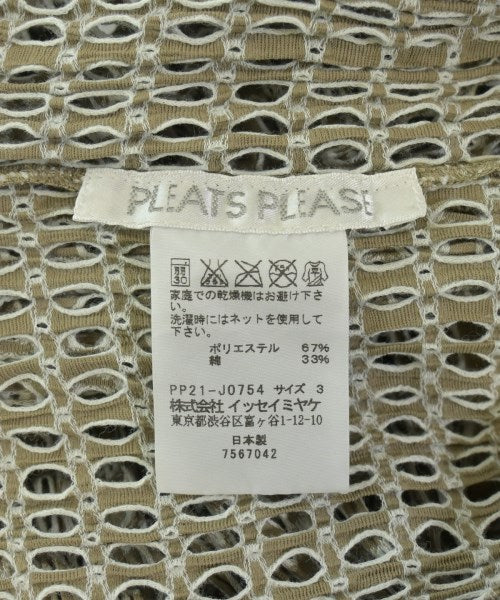 PLEATS PLEASE
弱 30
家庭での乾燥機はお避け下さ
い。
洗濯時にはネットを使用して
下さい。
ポリエステル 67%
綿 33%
PP21-J0754 サイズ 3
株式会社 イッセイ ミヤケ
東京都渋谷区富ヶ谷1-12-10
日本製
7567042